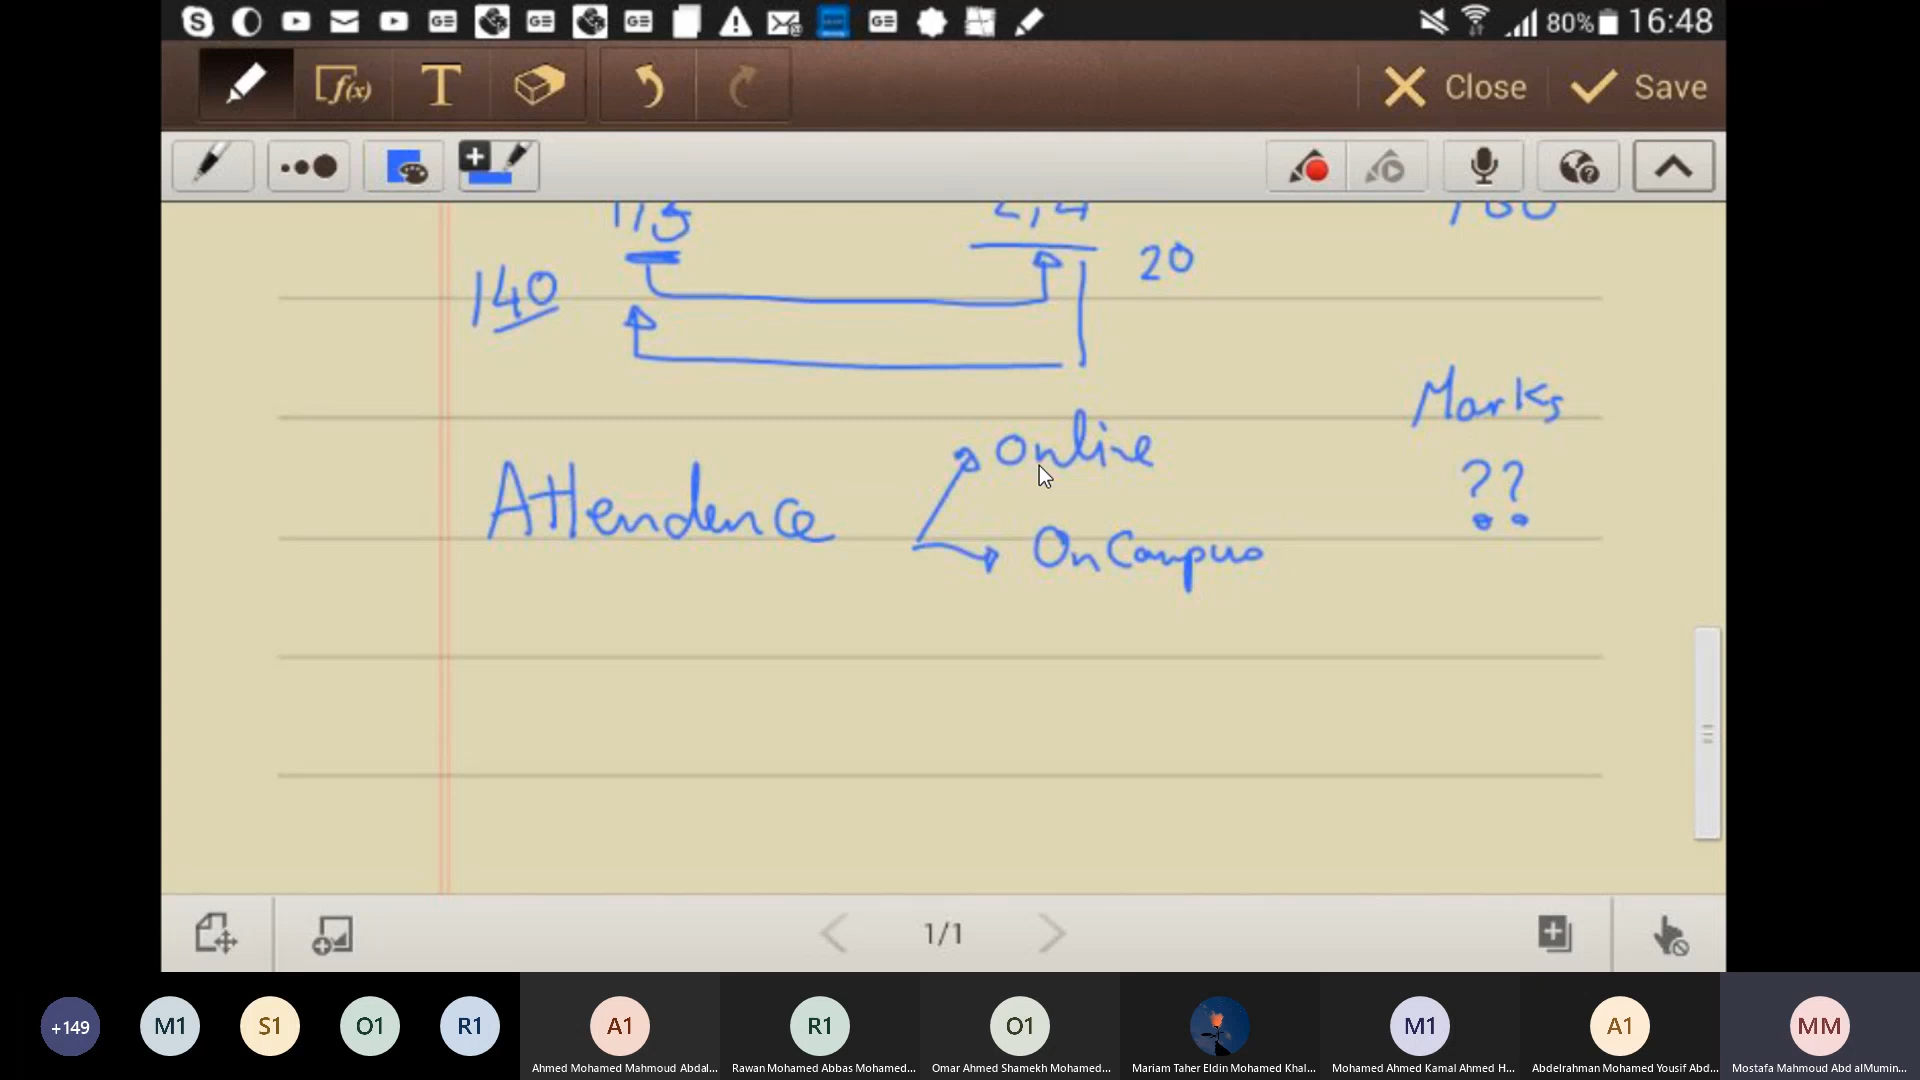 80% 16:48
f(x) T Close Save
140 20
Marks
Online
Attendence ??
On Campus
1/1
+149 M1 S1 O1 R1 A1 R1 O1 M1 A1 MM
Ahmed Mohamed Mahmoud Abdal... Rawan Mohamed Abbas Mohamed... Omar Ahmed Shamekh Mohamed... Mariam Taher Eldin Mohamed Khal... Mohamed Ahmed Kamal Ahmed H... Abdelrahman Mohamed Yousif Abd... Mostafa Mahmoud Abd alMumin...